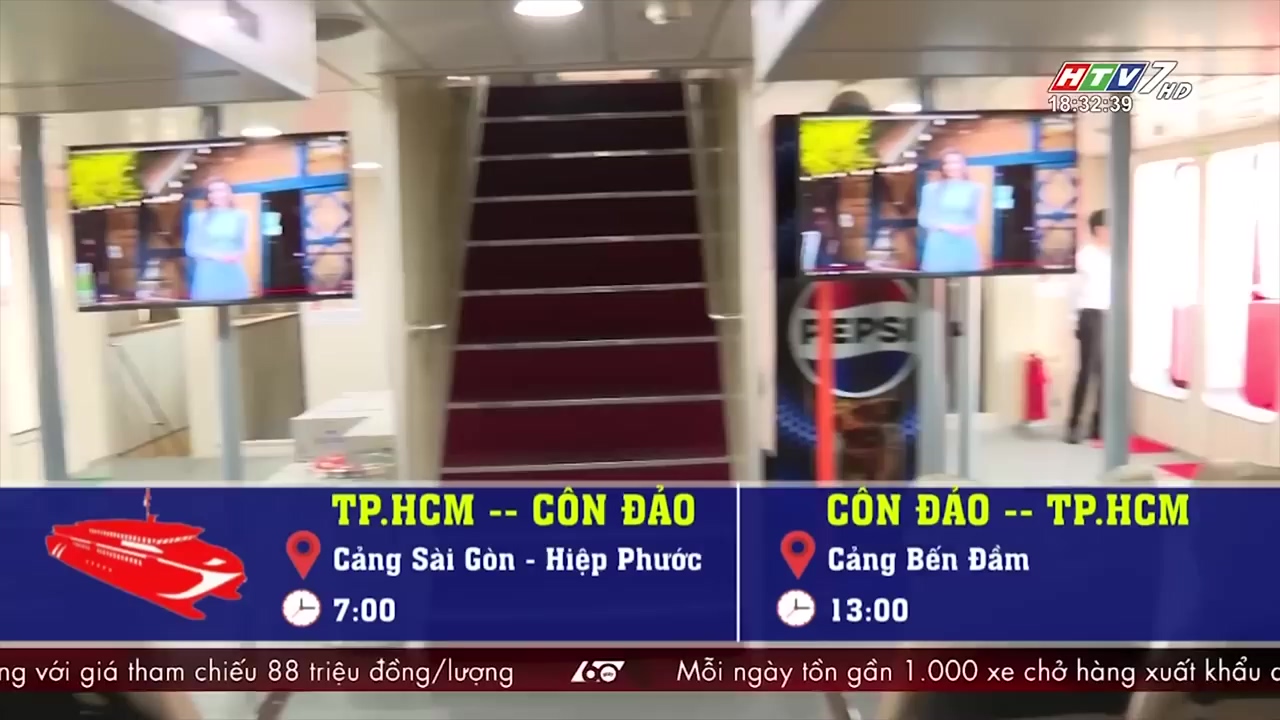 HTV7 HD
18:32:39
PEPSI
TP.HCM -- CÔN ĐẢO
Cảng Sài Gòn - Hiệp Phước
7:00
CÔN ĐẢO -- TP.HCM
Cảng Bến Đầm
13:00
ng với giá tham chiếu 88 triệu đồng/lượng
60 giây
Mỗi ngày tồn gần 1.000 xe chở hàng xuất khẩu